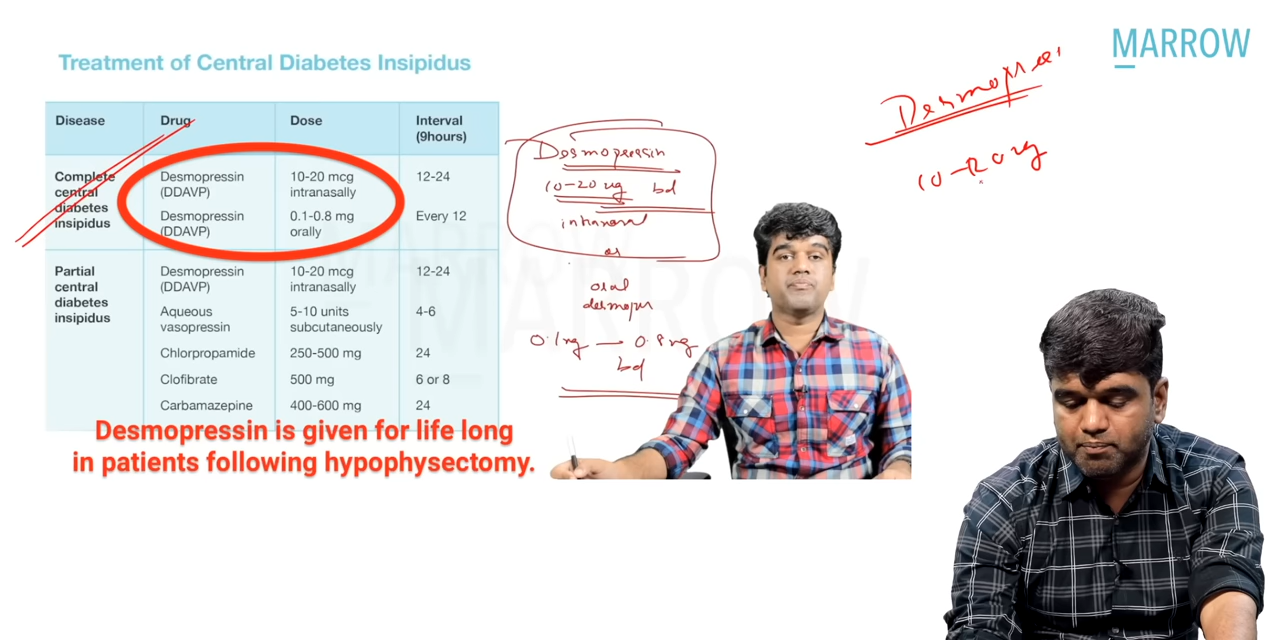 MARROW
Treatment of Central Diabetes Insipidus
Disease Drug Dose Interval (9hours)
Complete central diabetes insipidus
Desmopressin (DDAVP) 10-20 mcg intranasally 12-24
Desmopressin (DDAVP) 0.1-0.8 mg orally Every 12
Partial central diabetes insipidus
Desmopressin (DDAVP) 10-20 mcg intranasally 12-24
Aqueous vasopressin 5-10 units subcutaneously 4-6
Chlorpropamide 250-500 mg 24
Clofibrate 500 mg 6 or 8
Carbamazepine 400-600 mg 24
Desmopressin is given for life long
in patients following hypophysectomy.
Desmopressin
10-20 ug bd
intranasal
or
oral
desmopr
0.1mg → 0.8mg
bd
Desmopres
MARROW